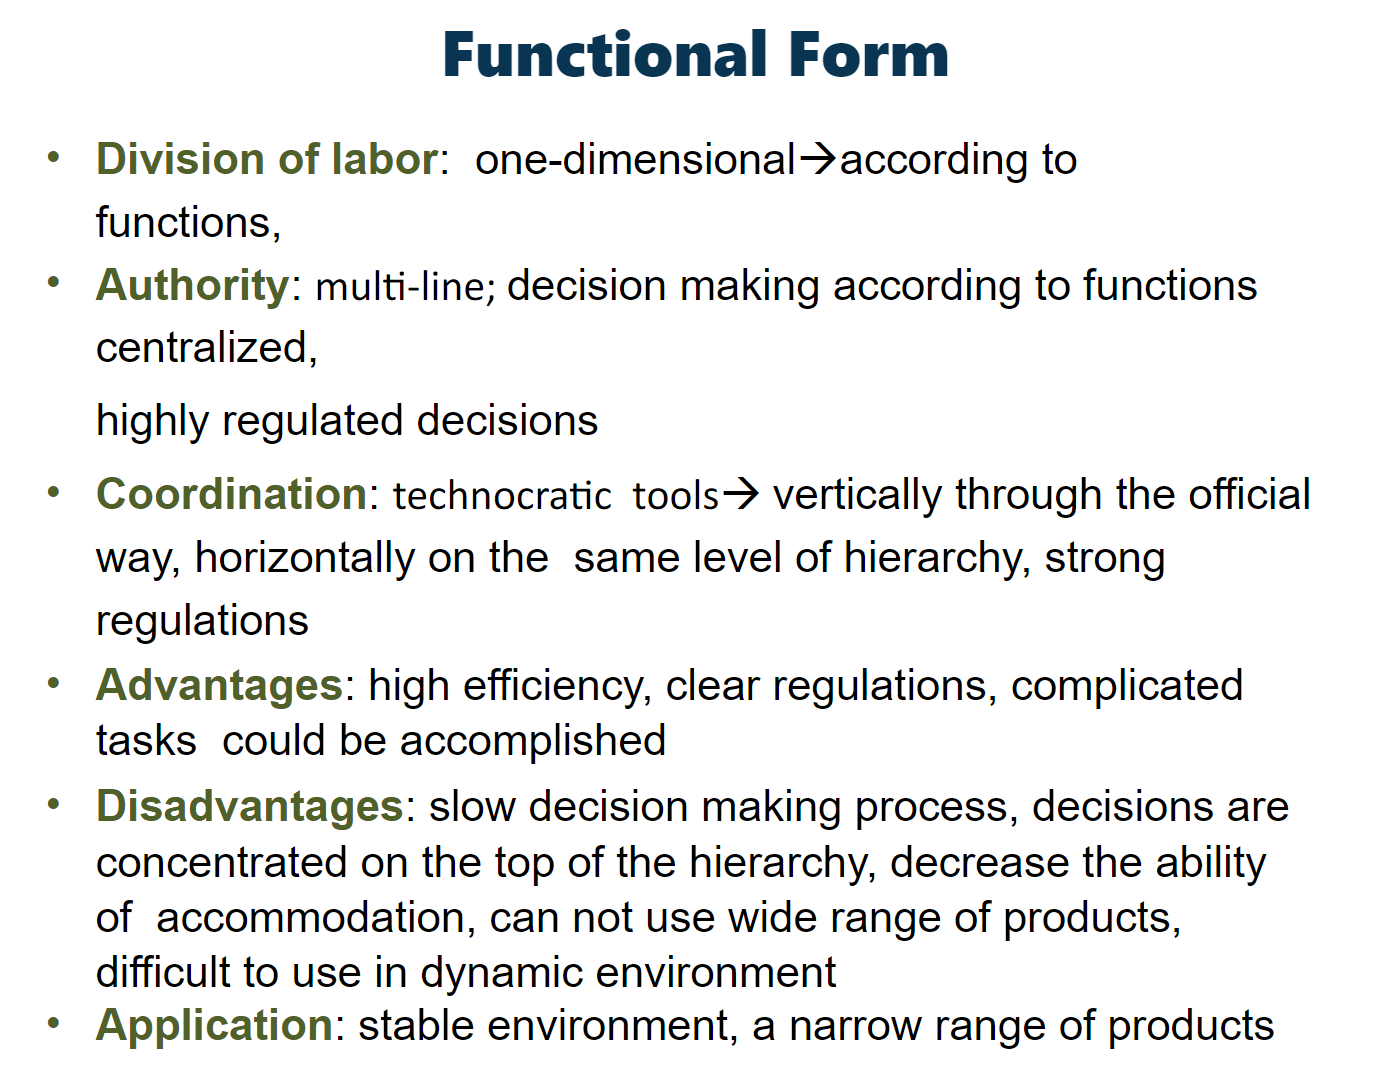 Functional Form
• Division of labor:  one-dimensional→according to
functions,
• Authority: multi-line; decision making according to functions
centralized,
highly regulated decisions
• Coordination: technocratic  tools→ vertically through the official
way, horizontally on the  same level of hierarchy, strong
regulations
• Advantages: high efficiency, clear regulations, complicated
tasks  could be accomplished
• Disadvantages: slow decision making process, decisions are
concentrated on the top of the hierarchy, decrease the ability
of  accommodation, can not use wide range of products,
difficult to use in dynamic environment
• Application: stable environment, a narrow range of products